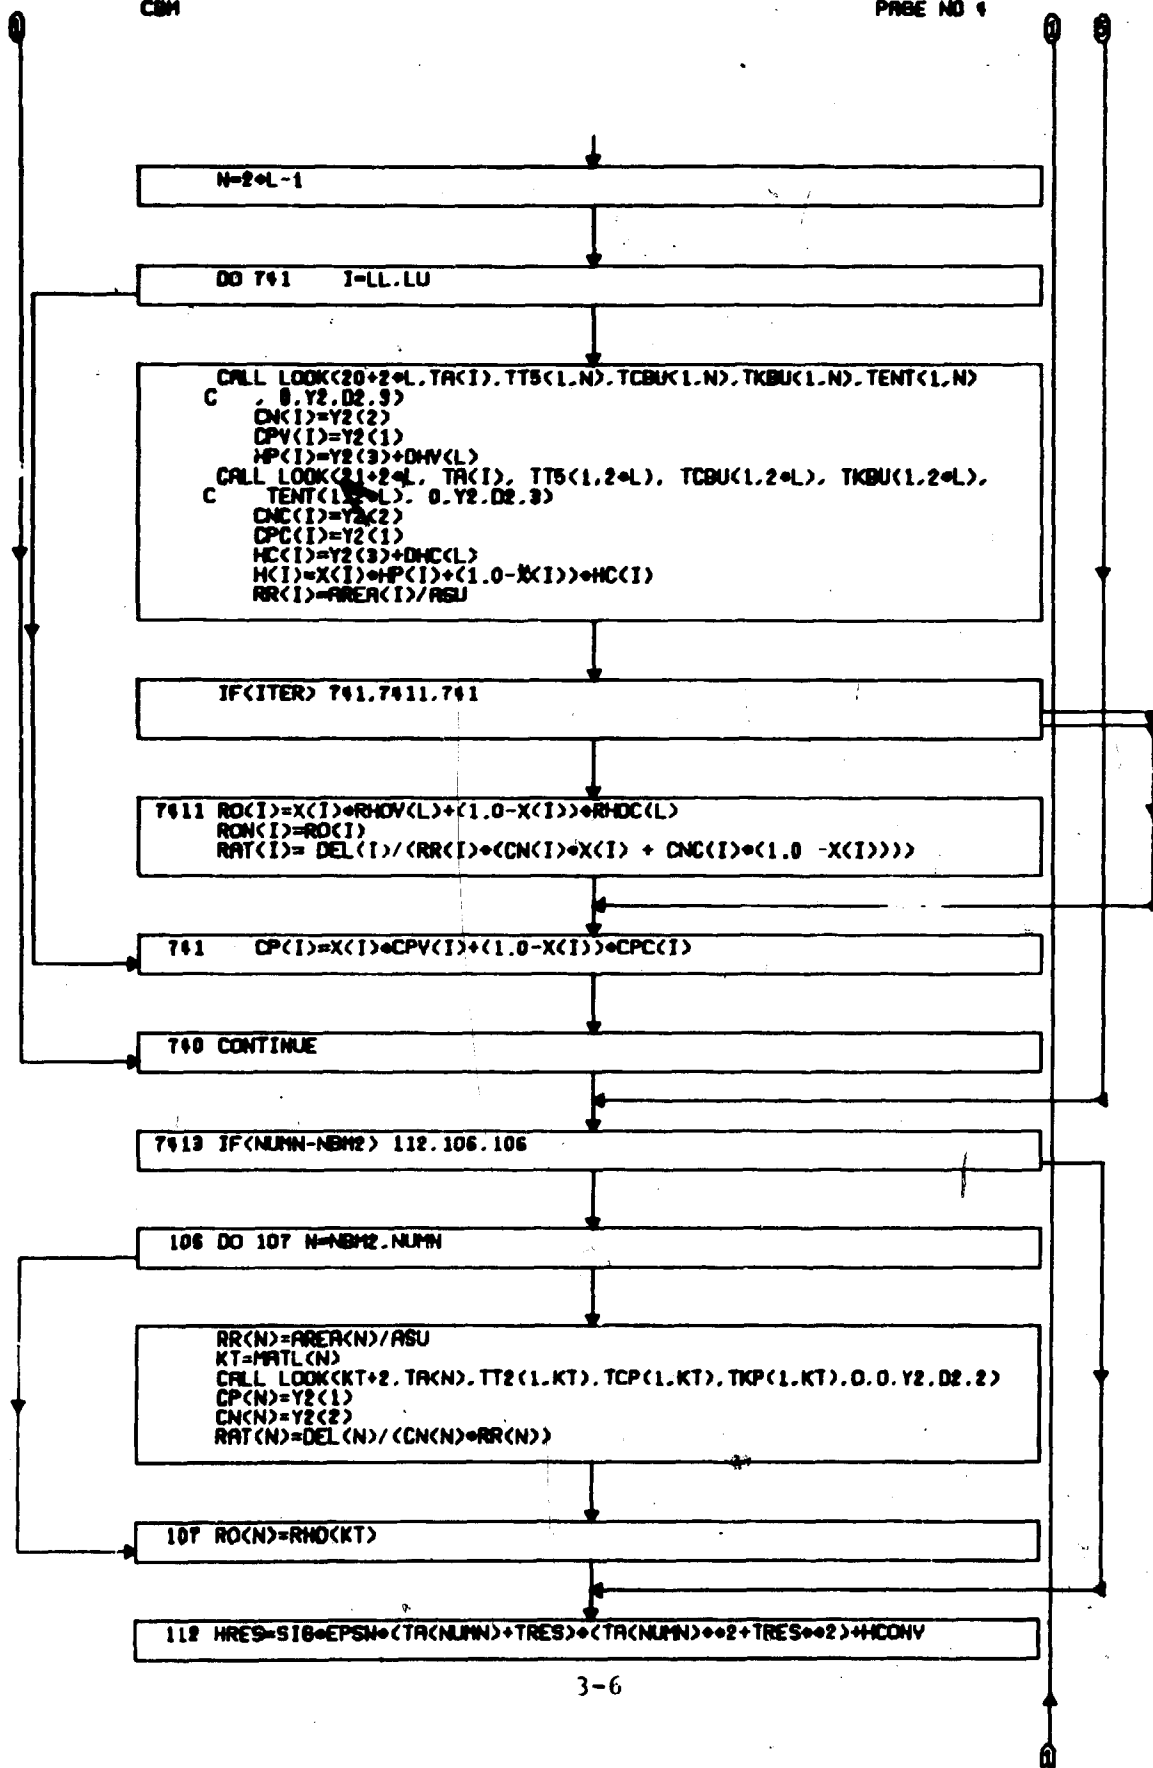 CBM PAGE NO 4
1 1 3
N=2*L-1
DO 741 I=LL,LU
CALL LOOK(20+2*L,TA(I),TT5(1,N),TCBU(1,N),TKBU(1,N),TENT(1,N)
C , 0,Y2,D2,3)
CN(I)=Y2(2)
CPV(I)=Y2(1)
HP(I)=Y2(3)+DHV(L)
CALL LOOK(21+2*L, TA(I), TT5(1,2*L), TCBU(1,2*L), TKBU(1,2*L),
C TENT(1,2*L), 0,Y2,D2,3)
CNC(I)=Y2(2)
CPC(I)=Y2(1)
HC(I)=Y2(3)+DHC(L)
H(I)=X(I)*HP(I)+(1.0-X(I))*HC(I)
RR(I)=AREA(I)/ASU
IF(ITER) 741,7411,741
7411 RO(I)=X(I)*RHOV(L)+(1.0-X(I))*RHOC(L)
RON(I)=RO(I)
RAT(I)= DEL(I)/(RR(I)*(CN(I)*X(I) + CNC(I)*(1.0 -X(I))))
741 CP(I)=X(I)*CPV(I)+(1.0-X(I))*CPC(I)
740 CONTINUE
7413 IF(NUMN-NBM2) 112,106,106
106 DO 107 N=NBM2,NUMN
RR(N)=AREA(N)/ASU
KT=MATL(N)
CALL LOOK(KT+2,TA(N),TT2(1,KT),TCP(1,KT),TKP(1,KT),0,0,Y2,D2,2)
CP(N)=Y2(1)
CN(N)=Y2(2)
RAT(N)=DEL(N)/(CN(N)*RR(N))
107 RO(N)=RHO(KT)
112 HRES=SIG*EPSW*(TA(NUMN)+TRES)*(TA(NUMN)**2+TRES**2)+HCONV
3-6
1